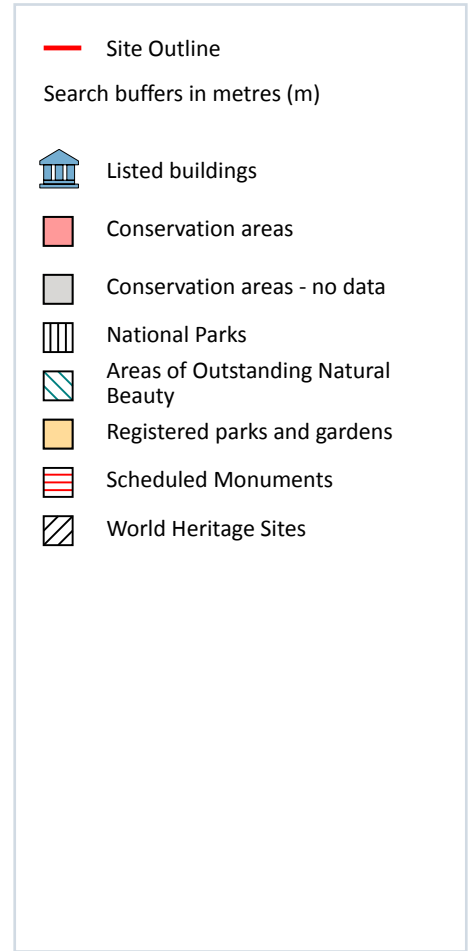 Site Outline
Search buffers in metres (m)
Listed buildings
Conservation areas
Conservation areas - no data
National Parks
Areas of Outstanding Natural
Beauty
Registered parks and gardens
Scheduled Monuments
World Heritage Sites